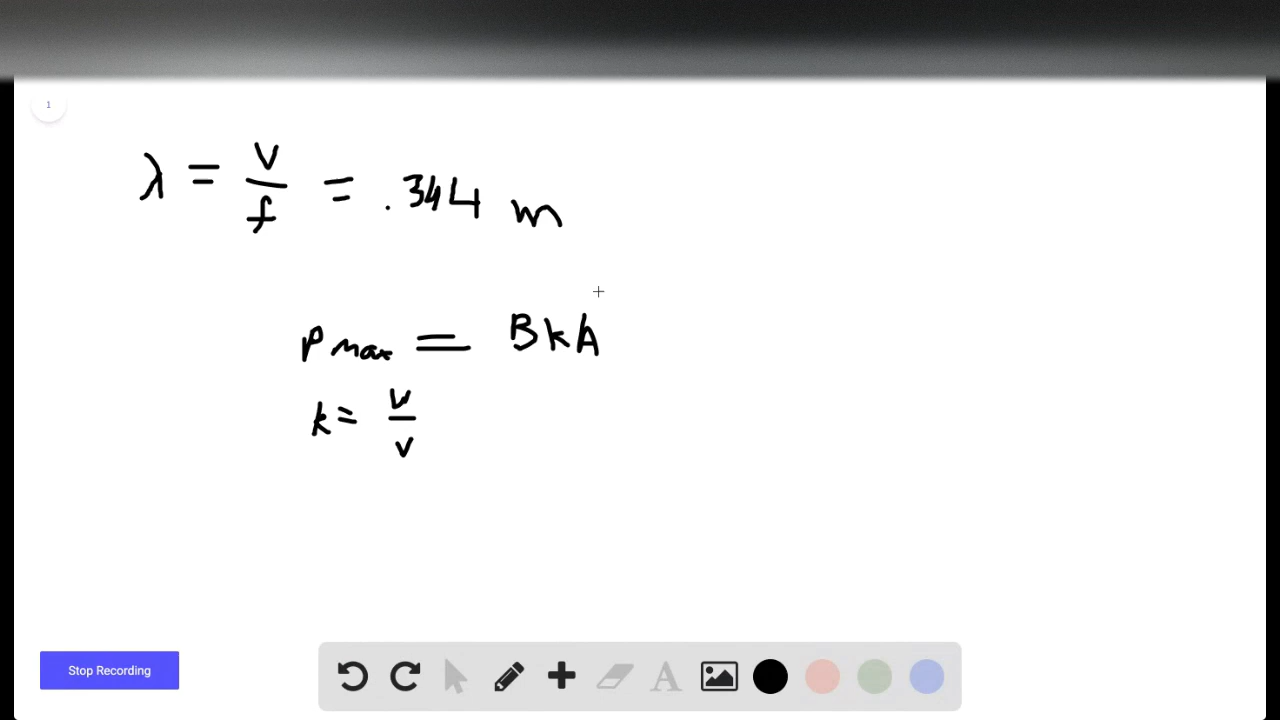 1
λ = v/f = .344 m
Pmax = BkA
k = w/v
Stop Recording
A